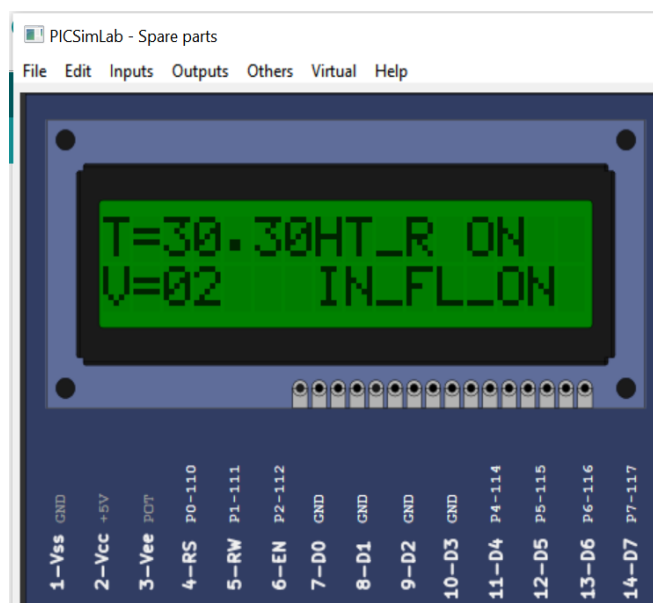 PICSimLab - Spare parts
File Edit Inputs Outputs Others Virtual Help
T=30.30HT_R ON
V=02 IN_FL_ON
1-Vss GND
2-Vcc +5V
3-Vee POT
4-RS P0-110
5-RW P1-111
6-EN P2-112
7-D0 GND
8-D1 GND
9-D2 GND
10-D3 GND
11-D4 P4-114
12-D5 P5-115
13-D6 P6-116
14-D7 P7-117